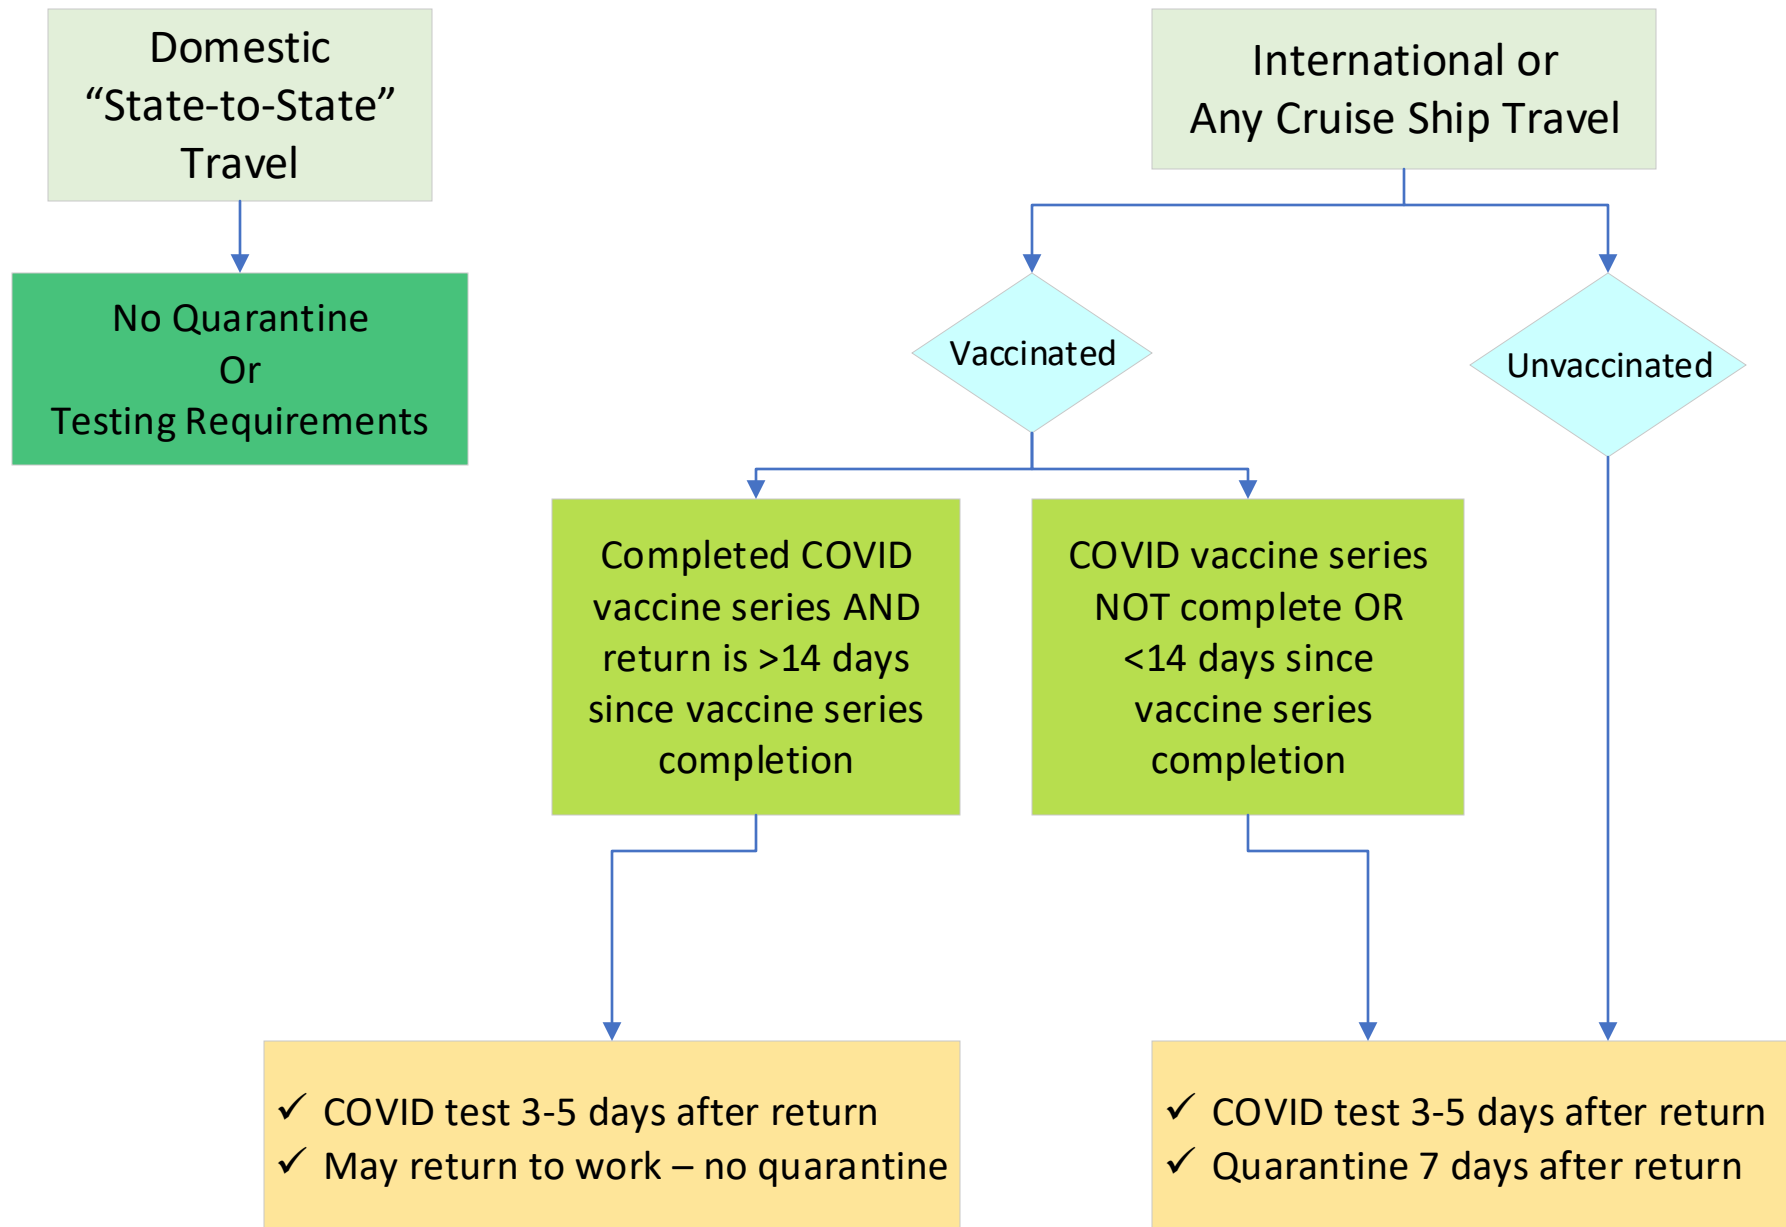 Domestic
“State-to-State”
Travel
International or
Any Cruise Ship Travel
No Quarantine
Or
Testing Requirements
Vaccinated
Unvaccinated
Completed COVID
vaccine series AND
return is >14 days
since vaccine series
completion
COVID vaccine series
NOT complete OR
<14 days since
vaccine series
completion
✓ COVID test 3-5 days after return
✓ May return to work – no quarantine
✓ COVID test 3-5 days after return
✓ Quarantine 7 days after return